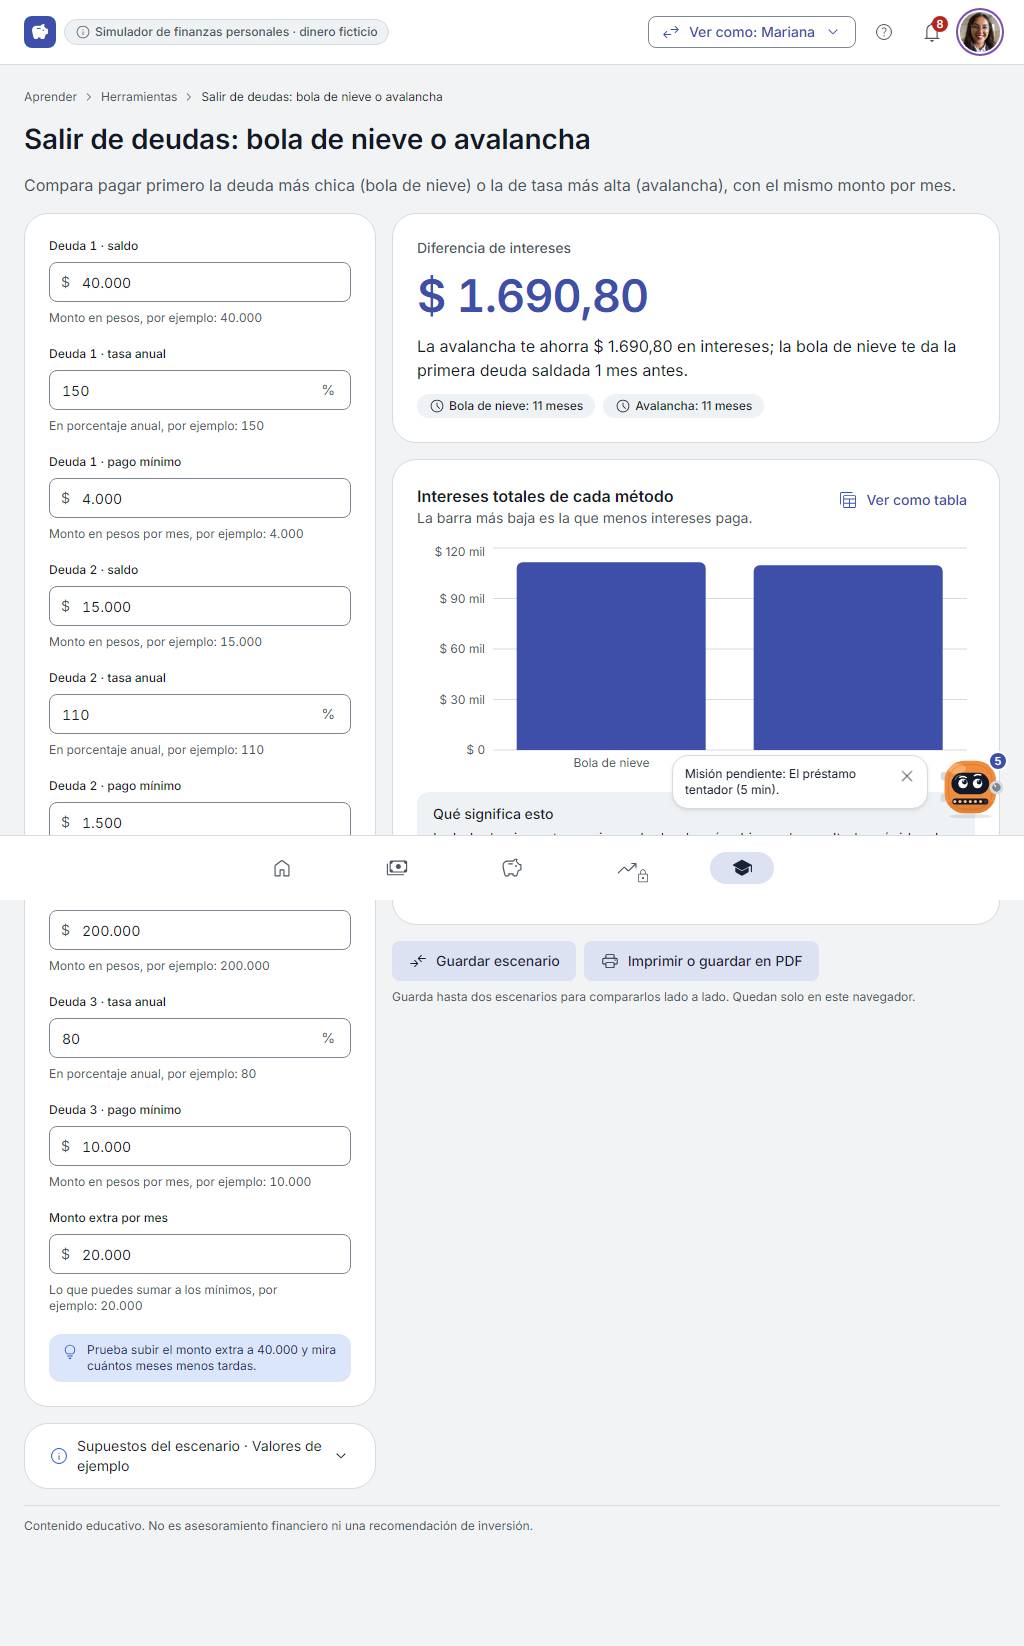 Simulador de finanzas personales · dinero ficticio
Ver como: Mariana
8
Aprender
Herramientas
Salir de deudas: bola de nieve o avalancha
Salir de deudas: bola de nieve o avalancha
Compara pagar primero la deuda más chica (bola de nieve) o la de tasa más alta (avalancha), con el mismo monto por mes.
Deuda 1 · saldo
$ 40.000
Monto en pesos, por ejemplo: 40.000
Deuda 1 · tasa anual
150 %
En porcentaje anual, por ejemplo: 150
Deuda 1 · pago mínimo
$ 4.000
Monto en pesos por mes, por ejemplo: 4.000
Deuda 2 · saldo
$ 15.000
Monto en pesos, por ejemplo: 15.000
Deuda 2 · tasa anual
110 %
En porcentaje anual, por ejemplo: 110
Deuda 2 · pago mínimo
$ 1.500
$ 200.000
Monto en pesos, por ejemplo: 200.000
Deuda 3 · tasa anual
80 %
En porcentaje anual, por ejemplo: 80
Deuda 3 · pago mínimo
$ 10.000
Monto en pesos por mes, por ejemplo: 10.000
Monto extra por mes
$ 20.000
Lo que puedes sumar a los mínimos, por
ejemplo: 20.000
Prueba subir el monto extra a 40.000 y mira
cuántos meses menos tardas.
Supuestos del escenario · Valores de
ejemplo
Diferencia de intereses
$ 1.690,80
La avalancha te ahorra $ 1.690,80 en intereses; la bola de nieve te da la
primera deuda saldada 1 mes antes.
Bola de nieve: 11 meses
Avalancha: 11 meses
Intereses totales de cada método
La barra más baja es la que menos intereses paga.
Ver como tabla
$ 120 mil
$ 90 mil
$ 60 mil
$ 30 mil
$ 0
Bola de nieve
Misión pendiente: El préstamo
tentador (5 min).
5
Qué significa esto
Guardar escenario
Imprimir o guardar en PDF
Guarda hasta dos escenarios para compararlos lado a lado. Quedan solo en este navegador.
Contenido educativo. No es asesoramiento financiero ni una recomendación de inversión.